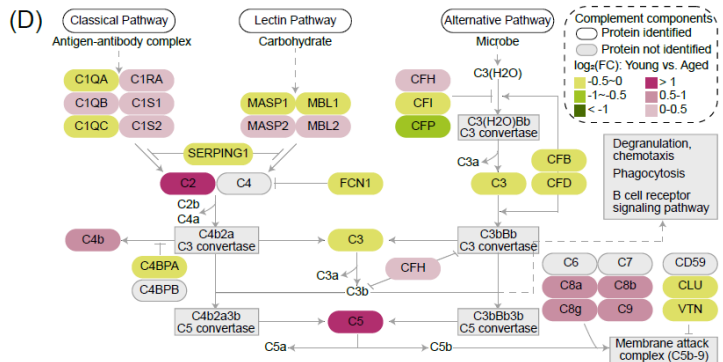 (D)
Classical Pathway
Antigen-antibody complex
Lectin Pathway
Carbohydrate
Alternative Pathway
Microbe
Complement components
Protein identified
Protein not identified
log₂(FC): Young vs. Aged
-0.5~0
> 1
-1~-0.5
0.5-1
< -1
0-0.5
C1QA
C1RA
C1QB
C1S1
C1QC
C1S2
MASP1
MBL1
MASP2
MBL2
CFH
CFI
CFP
C3(H2O)
C3(H2O)Bb
C3 convertase
SERPING1
C3a
C2
C4
FCN1
C3
CFB
CFD
Degranulation,
chemotaxis
Phagocytosis
B cell receptor
signaling pathway
C2b
C4a
C4b
C4b2a
C3 convertase
C3
C3bBb
C3 convertase
C4BPA
C4BPB
C3a
C3b
CFH
C6
C7
CD59
C8a
C8b
CLU
C8g
C9
VTN
C4b2a3b
C5 convertase
C5
C3bBb3b
C5 convertase
C5a
C5b
Membrane attack
complex (C5b-9)